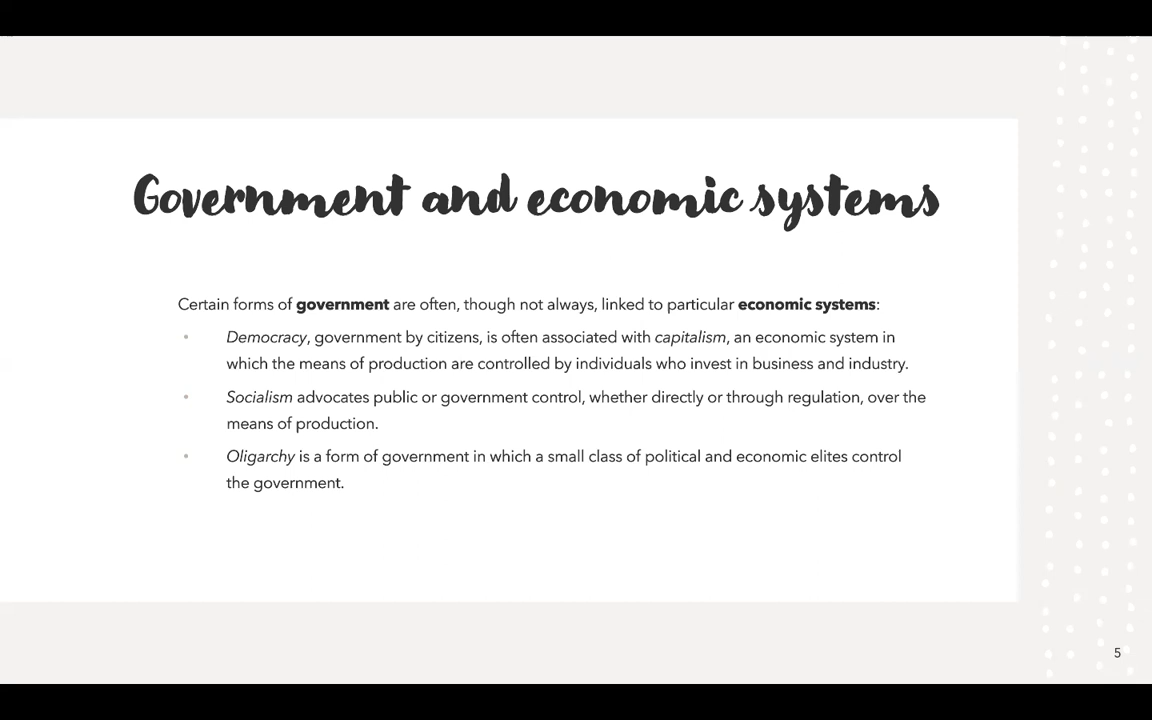 Government and economic systems
Certain forms of government are often, though not always, linked to particular economic systems:
• Democracy, government by citizens, is often associated with capitalism, an economic system in
which the means of production are controlled by individuals who invest in business and industry.
• Socialism advocates public or government control, whether directly or through regulation, over the
means of production.
• Oligarchy is a form of government in which a small class of political and economic elites control
the government.
5